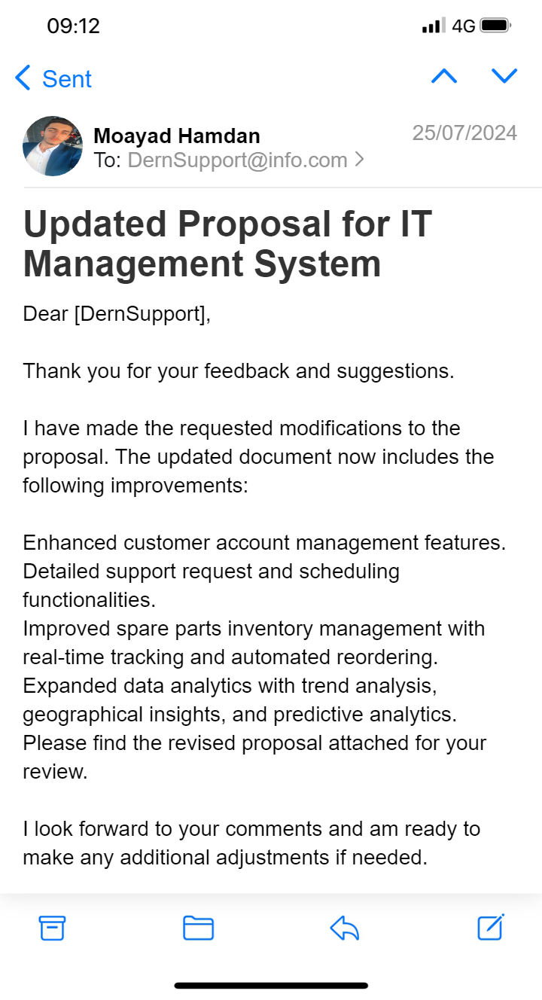 09:12
4G
Sent
Moayad Hamdan
25/07/2024
To: DernSupport@info.com
Updated Proposal for IT
Management System
Dear [DernSupport],
Thank you for your feedback and suggestions.
I have made the requested modifications to the
proposal. The updated document now includes the
following improvements:
Enhanced customer account management features.
Detailed support request and scheduling
functionalities.
Improved spare parts inventory management with
real-time tracking and automated reordering.
Expanded data analytics with trend analysis,
geographical insights, and predictive analytics.
Please find the revised proposal attached for your
review.
I look forward to your comments and am ready to
make any additional adjustments if needed.